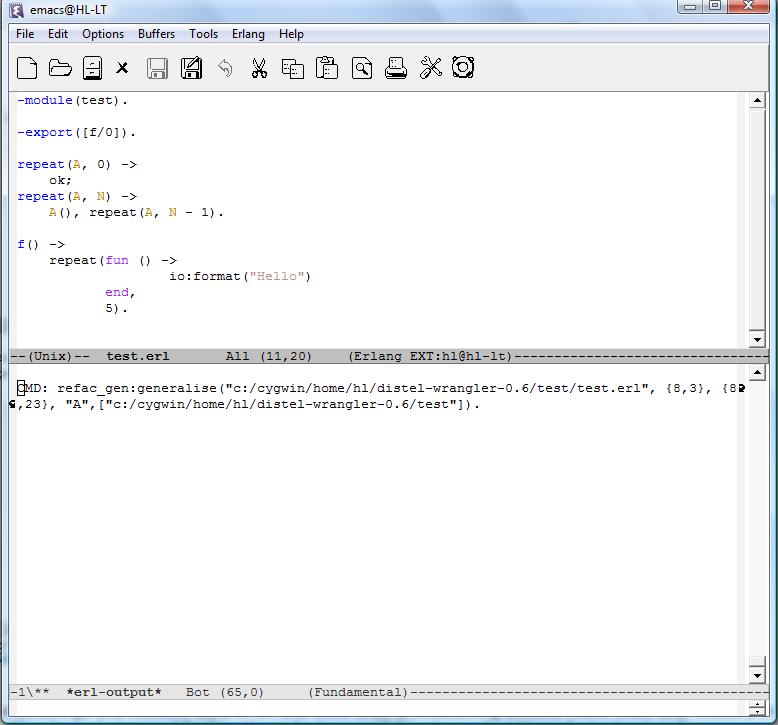 emacs@HL-LT
File Edit Options Buffers Tools Erlang Help
-module(test).
-export([f/0]).
repeat(A, 0) ->
    ok;
repeat(A, N) ->
    A(), repeat(A, N - 1).
f() ->
    repeat(fun () ->
                   io:format("Hello")
           end,
           5).
--(Unix)--  test.erl       All (11,20)    (Erlang EXT:hl@hl-lt)--------------------------------
CMD: refac_gen:generalise("c:/cygwin/home/hl/distel-wrangler-0.6/test/test.erl", {8,3}, {8
,23}, "A",["c:/cygwin/home/hl/distel-wrangler-0.6/test"]).
-1\**  *erl-output*   Bot (65,0)     (Fundamental)------------------------------------------